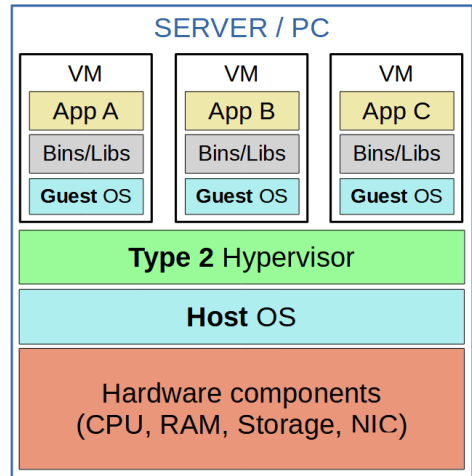 SERVER / PC
VM
App A
Bins/Libs
Guest OS
VM
App B
Bins/Libs
Guest OS
VM
App C
Bins/Libs
Guest OS
Type 2 Hypervisor
Host OS
Hardware components
(CPU, RAM, Storage, NIC)